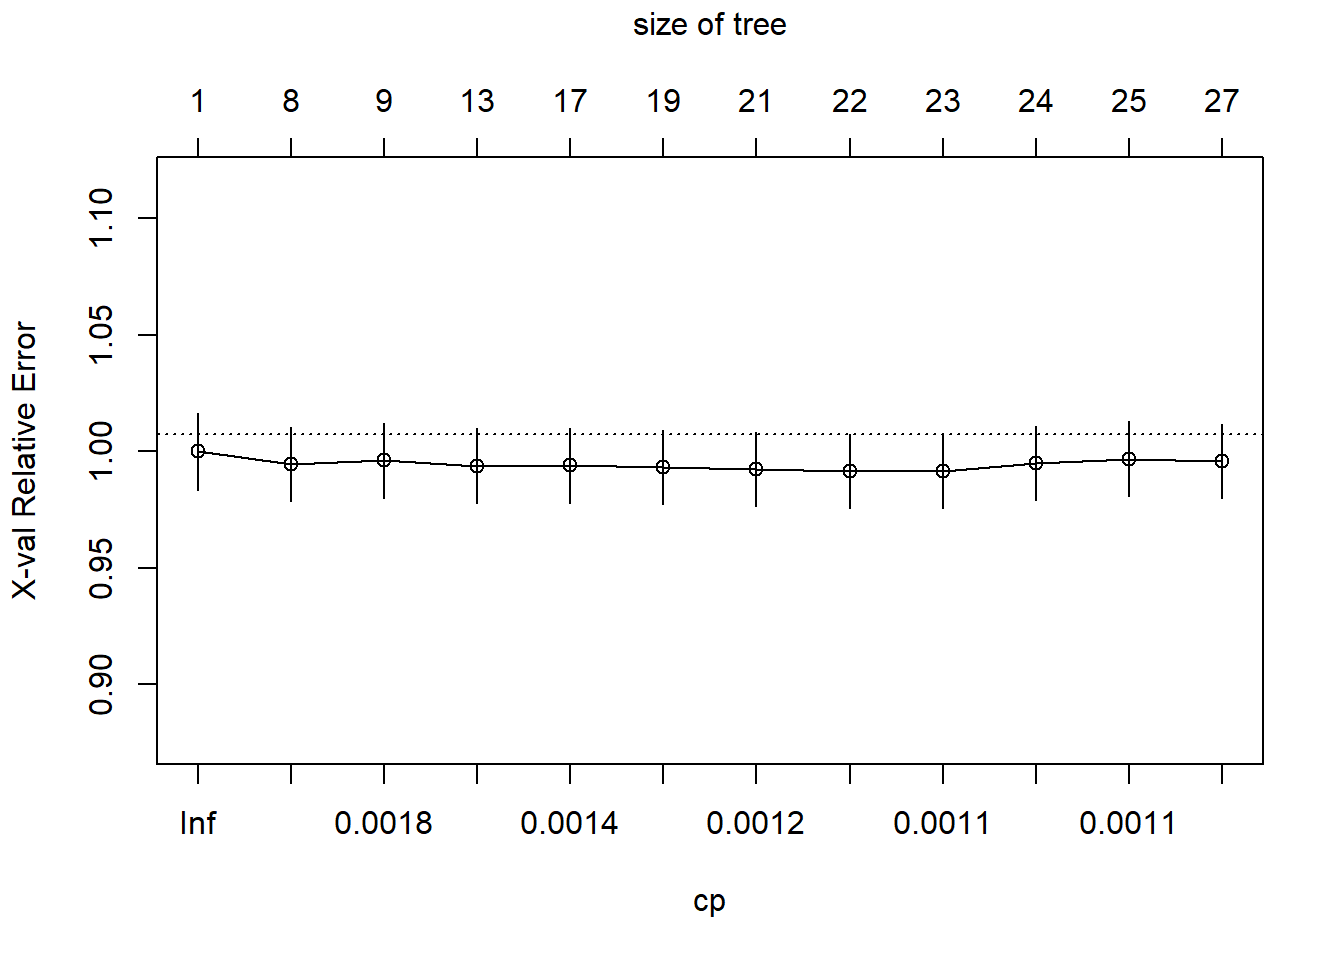 size of tree
1 8 9 13 17 19 21 22 23 24 25 27
X-val Relative Error
1.10
1.05
1.00
0.95
0.90
Inf 0.0018 0.0014 0.0012 0.0011 0.0011
cp